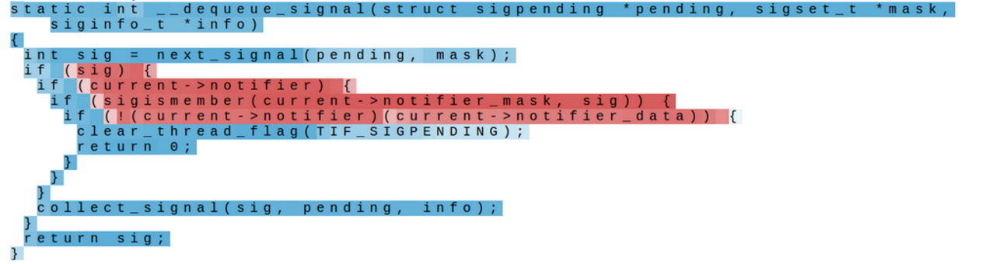 static int __dequeue_signal(struct sigpending *pending, sigset_t *mask,
siginfo_t *info)
{
int sig = next_signal(pending, mask);
if (sig) {
if (current->notifier) {
if (sigismember(current->notifier_mask, sig)) {
if (!(current->notifier)(current->notifier_data)) {
clear_thread_flag(TIF_SIGPENDING);
return 0;
}
}
}
collect_signal(sig, pending, info);
}
return sig;
}